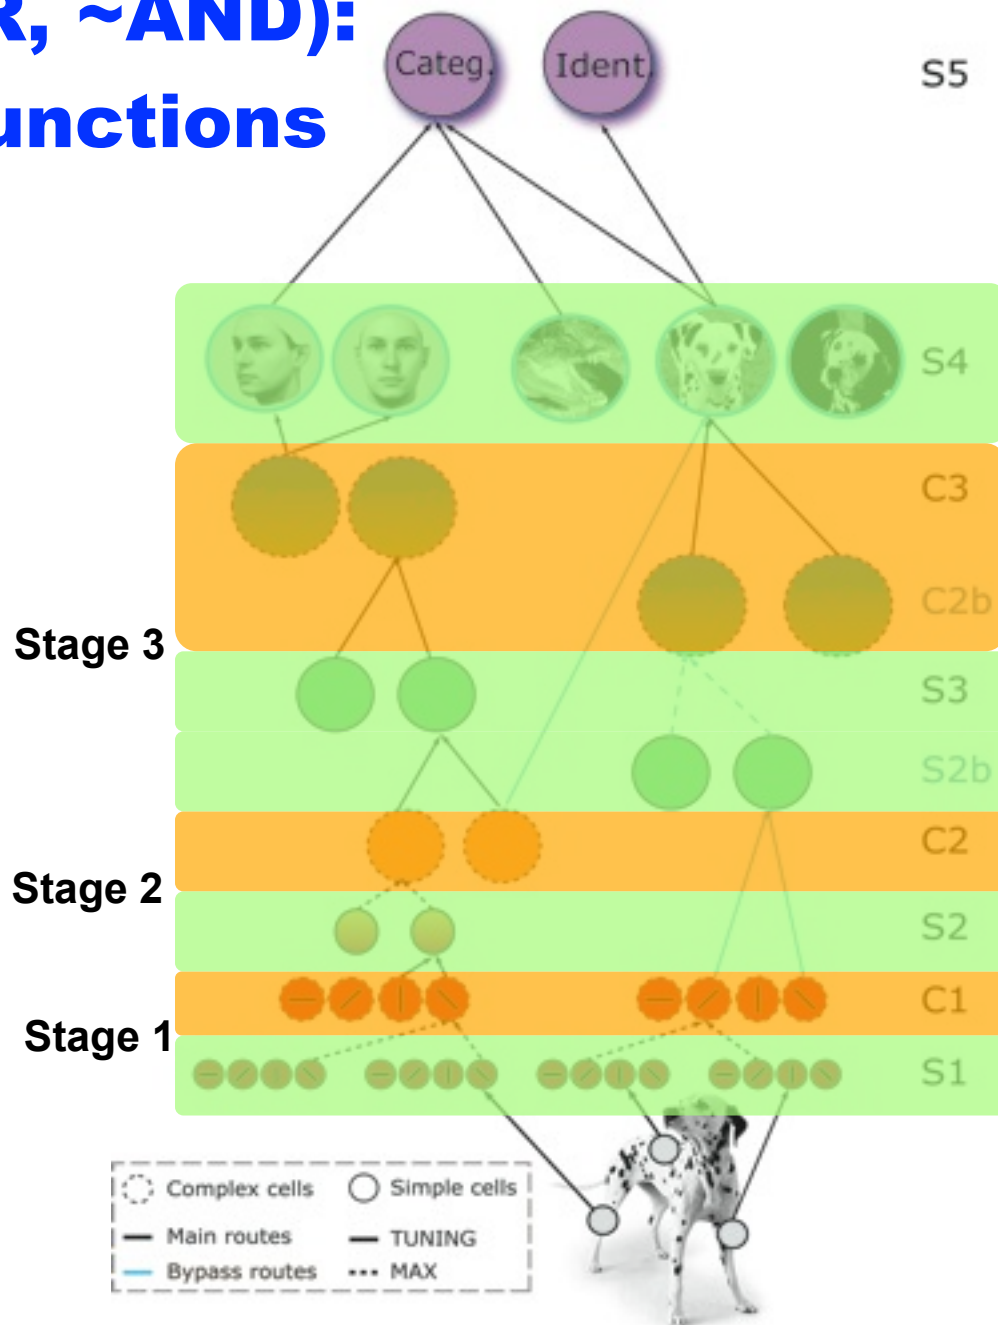 R, ~AND):
unctions
Categ.
Ident.
S5
S4
C3
C2b
Stage 3
S3
S2b
C2
Stage 2
S2
C1
Stage 1
S1
Complex cells
Simple cells
Main routes
TUNING
Bypass routes
MAX